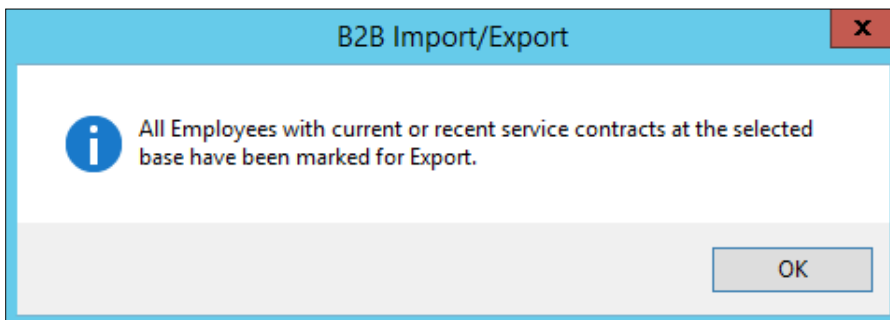 B2B Import/Export
x
All Employees with current or recent service contracts at the selected
base have been marked for Export.
OK